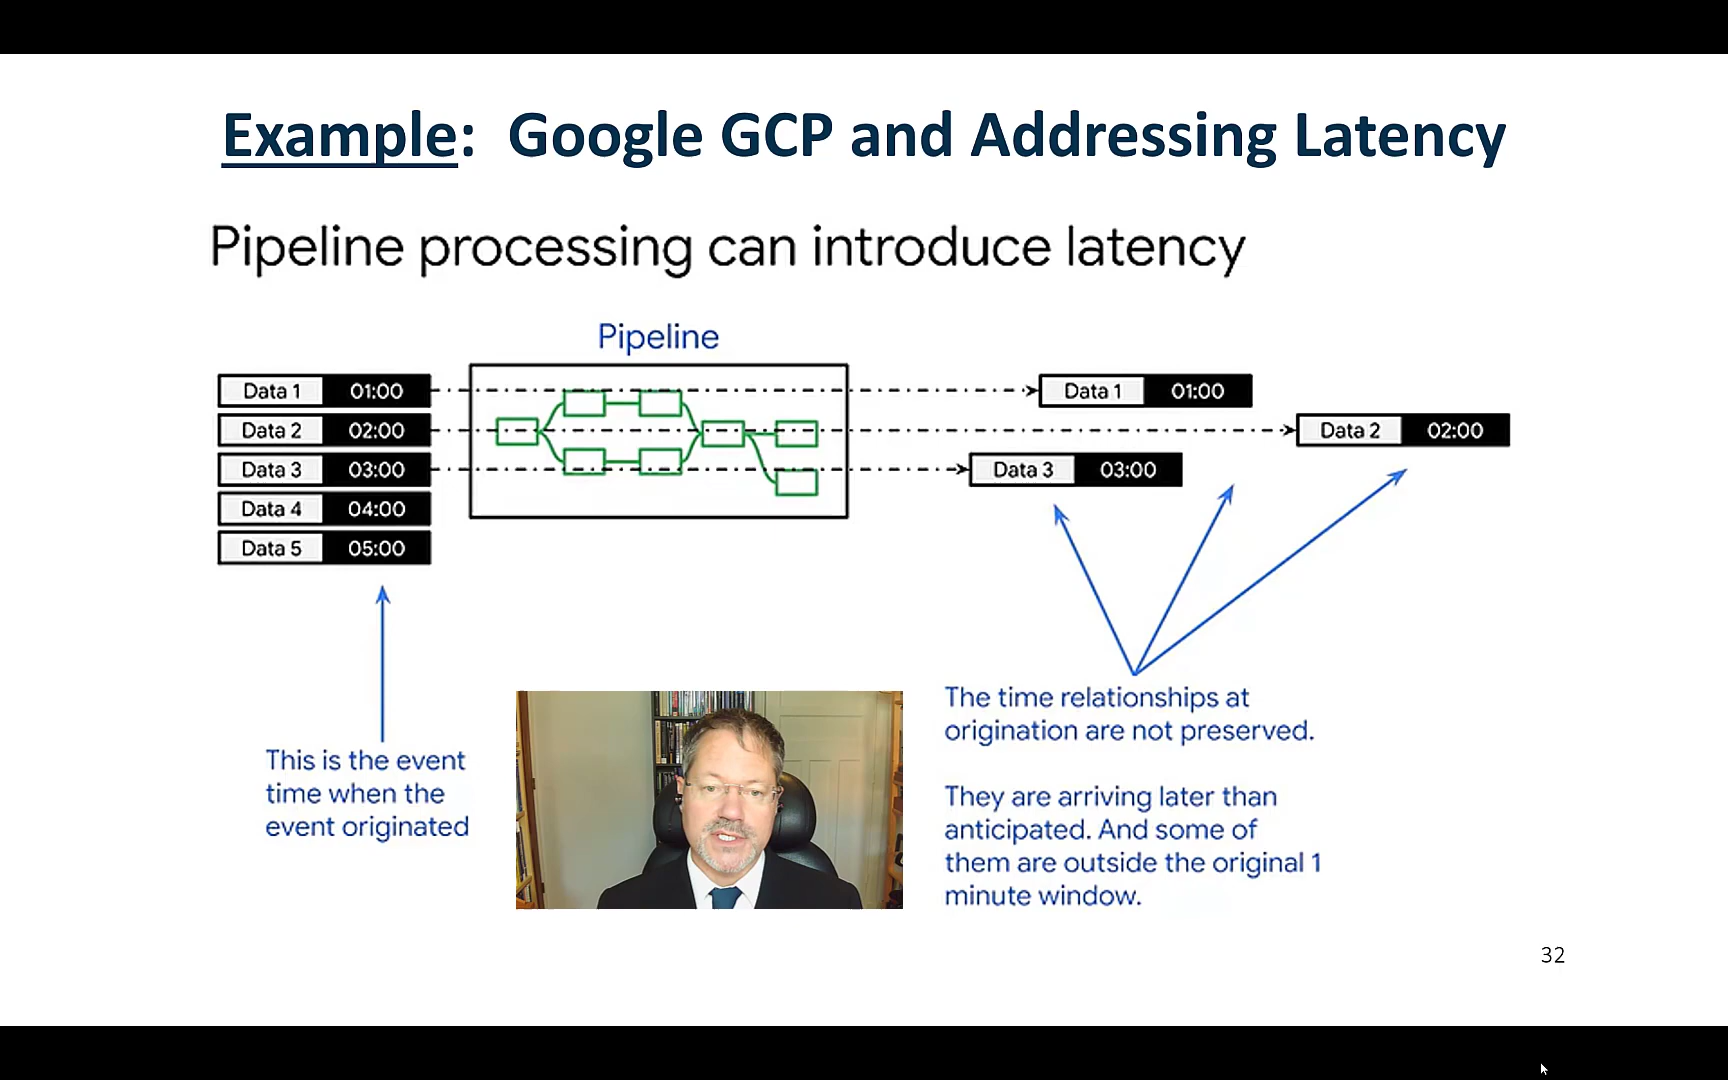 Example:  Google GCP and Addressing Latency
Pipeline processing can introduce latency
Pipeline
Data 1 01:00
Data 2 02:00
Data 3 03:00
Data 4 04:00
Data 5 05:00
Data 1 01:00
Data 2 02:00
Data 3 03:00
This is the event
time when the
event originated
The time relationships at
origination are not preserved.
They are arriving later than
anticipated. And some of
them are outside the original 1
minute window.
32